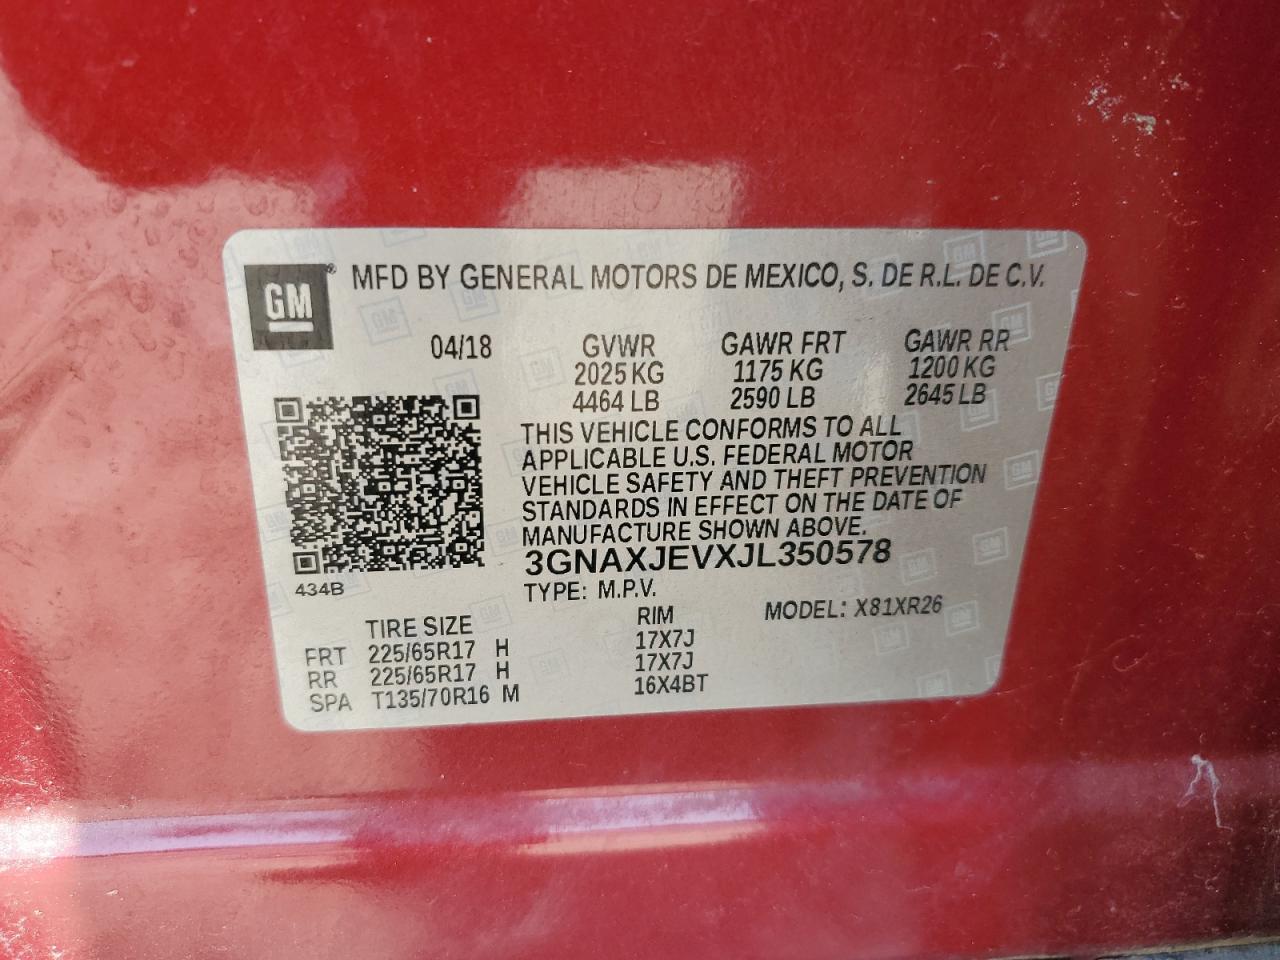 GM ® MFD BY GENERAL MOTORS DE MEXICO, S. DE R.L. DE C.V.
04/18 GVWR GAWR FRT GAWR RR
2025 KG 1175 KG 1200 KG
4464 LB 2590 LB 2645 LB
THIS VEHICLE CONFORMS TO ALL
APPLICABLE U.S. FEDERAL MOTOR
VEHICLE SAFETY AND THEFT PREVENTION
STANDARDS IN EFFECT ON THE DATE OF
MANUFACTURE SHOWN ABOVE.
3GNAXJEVXJL350578
434B
TYPE: M.P.V. MODEL: X81XR26
TIRE SIZE RIM
FRT 225/65R17 H 17X7J
RR 225/65R17 H 17X7J
SPA T135/70R16 M 16X4BT